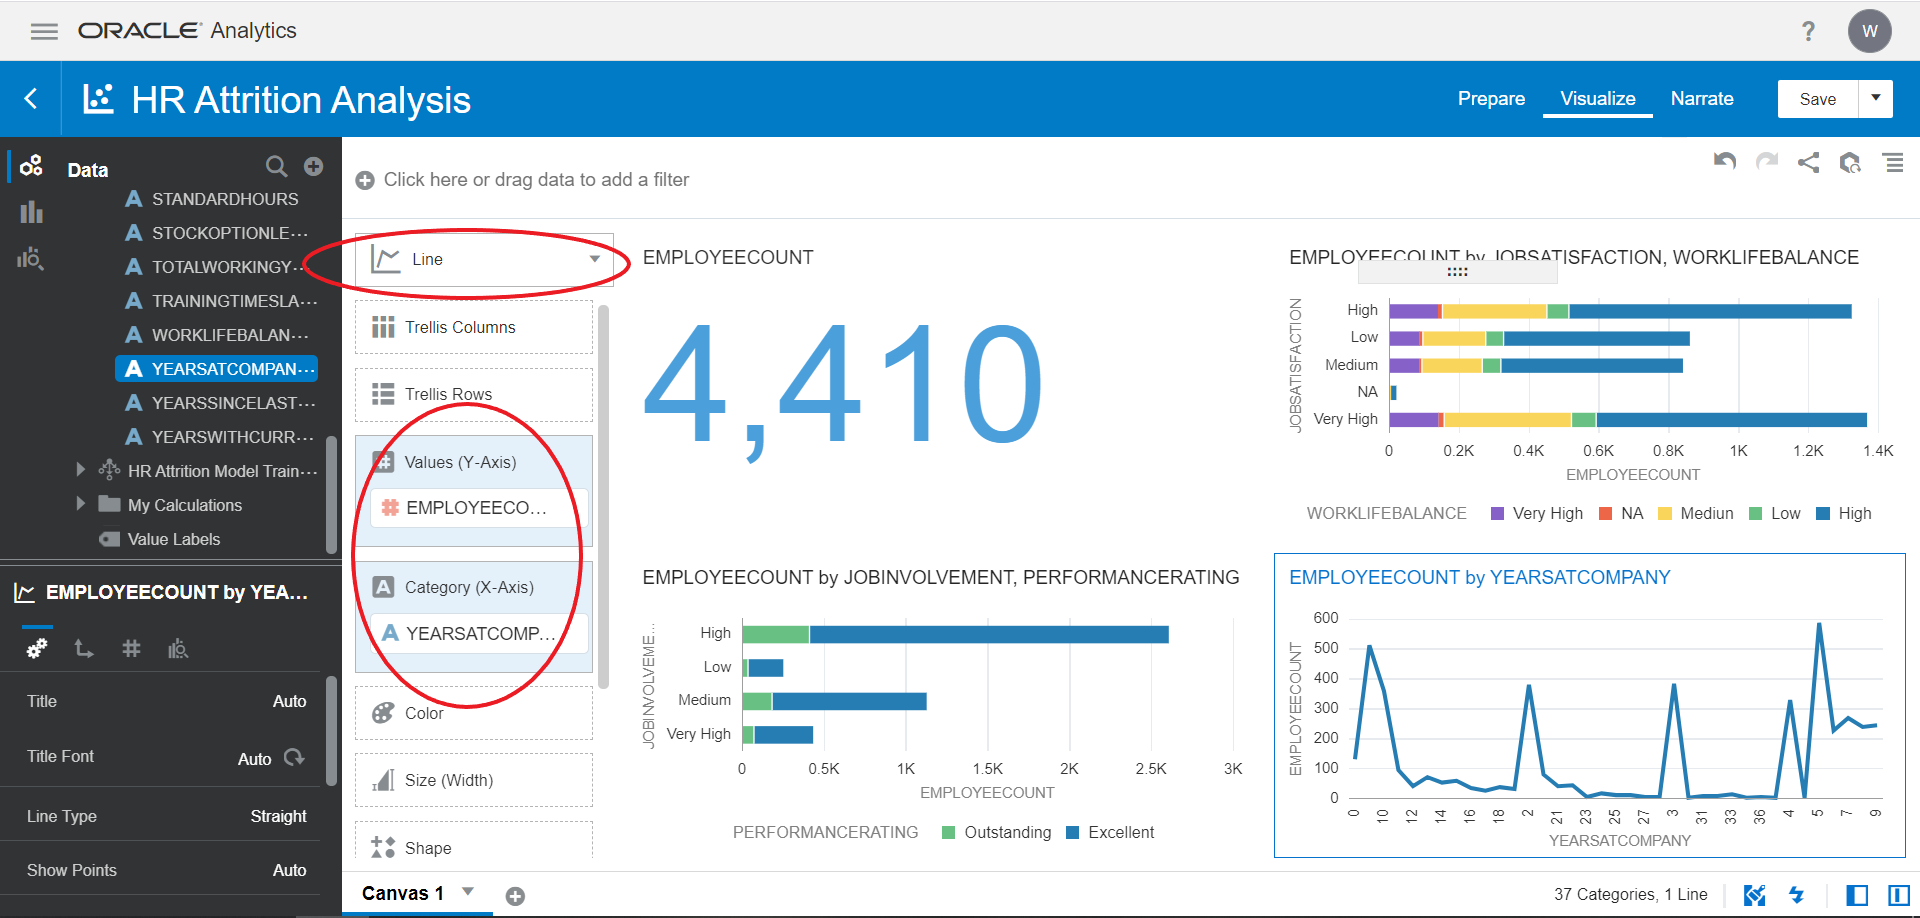 ORACLE Analytics
?
W
HR Attrition Analysis
Prepare
Visualize
Narrate
Save
Data
STANDARDHOURS
STOCKOPTIONLE···
TOTALWORKINGY···
TRAININGTIMESLA···
WORKLIFEBALAN···
YEARSATCOMPAN···
YEARSSINCELAST···
YEARSWITHCURR···
HR Attrition Model Train···
My Calculations
Value Labels
EMPLOYEECOUNT by YEA...
Title Auto
Title Font Auto
Line Type Straight
Show Points Auto
Click here or drag data to add a filter
Line
Trellis Columns
Trellis Rows
Values (Y-Axis)
EMPLOYEECO...
Category (X-Axis)
YEARSATCOMP...
Color
Size (Width)
Shape
EMPLOYEECOUNT
4,410
EMPLOYEECOUNT by JOBSATISFACTION, WORKLIFEBALANCE
JOBSATISFACTION
High
Low
Medium
NA
Very High
0 0.2K 0.4K 0.6K 0.8K 1K 1.2K 1.4K
EMPLOYEECOUNT
WORKLIFEBALANCE Very High NA Mediun Low High
EMPLOYEECOUNT by JOBINVOLVEMENT, PERFORMANCERATING
JOBINVOLVEME...
High
Low
Medium
Very High
0 0.5K 1K 1.5K 2K 2.5K 3K
EMPLOYEECOUNT
PERFORMANCERATING Outstanding Excellent
EMPLOYEECOUNT by YEARSATCOMPANY
EMPLOYEECOUNT
600
500
400
300
200
100
0
0 10 12 14 16 18 2 21 23 25 27 3 31 33 36 4 5 7 9
YEARSATCOMPANY
Canvas 1
37 Categories, 1 Line